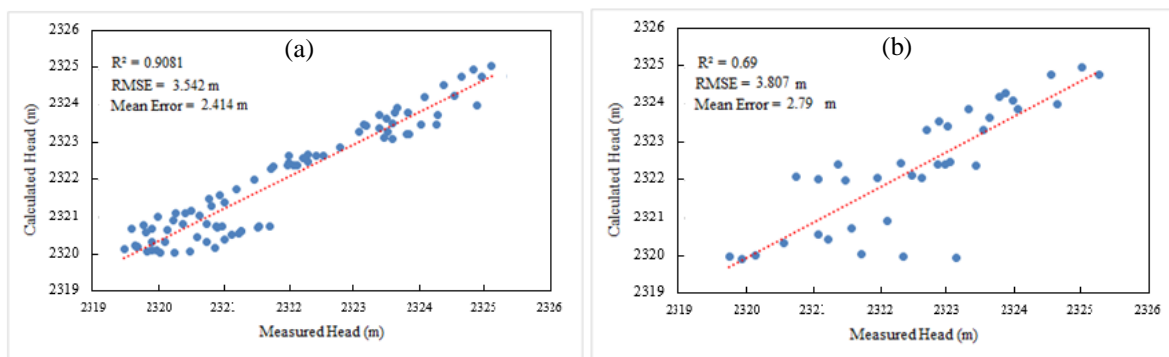 (a)
R² = 0.9081
RMSE = 3.542 m
Mean Error = 2.414 m
Calculated Head (m)
2326
2325
2324
2323
2322
2321
2320
2319
2319 2320 2321 2322 2323 2324 2325 2326
Measured Head (m)
(b)
R² = 0.69
RMSE = 3.807 m
Mean Error = 2.79 m
Calculated Head (m)
2326
2325
2324
2323
2322
2321
2320
2319
2319 2320 2321 2322 2323 2324 2325 2326
Measured Head (m)